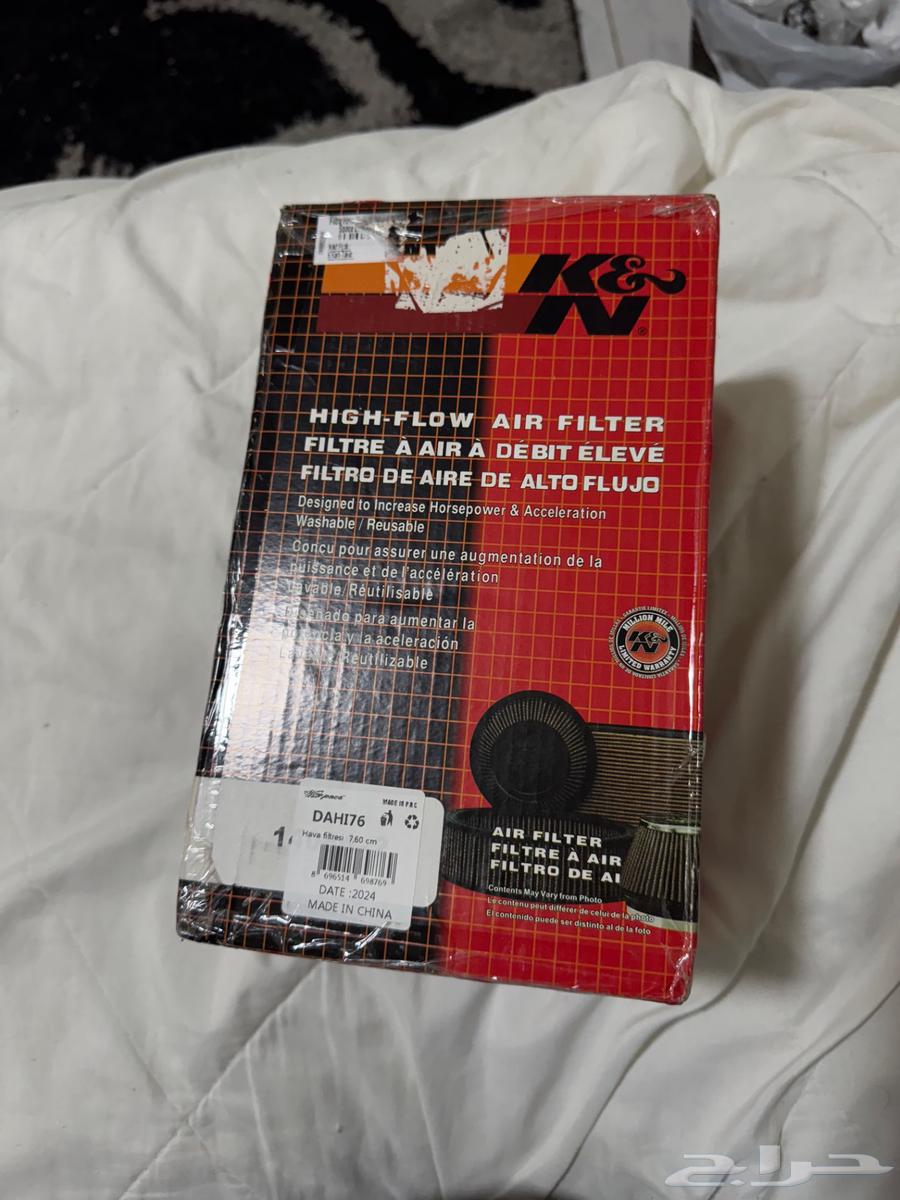 K&N®
HIGH-FLOW AIR FILTER
FILTRE À AIR À DÉBIT ÉLEVÉ
FILTRO DE AIRE DE ALTO FLUJO
Designed to Increase Horsepower & Acceleration
Washable / Reusable
Conçu pour assurer une augmentation de la
puissance et de l'accélération
Lavable/Réutilisable
para aumentar la
y la aceleración
Reutilizable
MILLION MILE
K&N
LIMITED WARRANTY
Space
MADE IN P.R.C
DAHI76
Hava filtresi 7,60 cm
8 696514 698769
DATE :2024
MADE IN CHINA
AIR FILTER
FILTRE À AIR
FILTRO DE AI
Contents May Vary from Photo
Le contenu peut différer de celui de la photo
El contenido puede ser distinto al de la foto
حراج